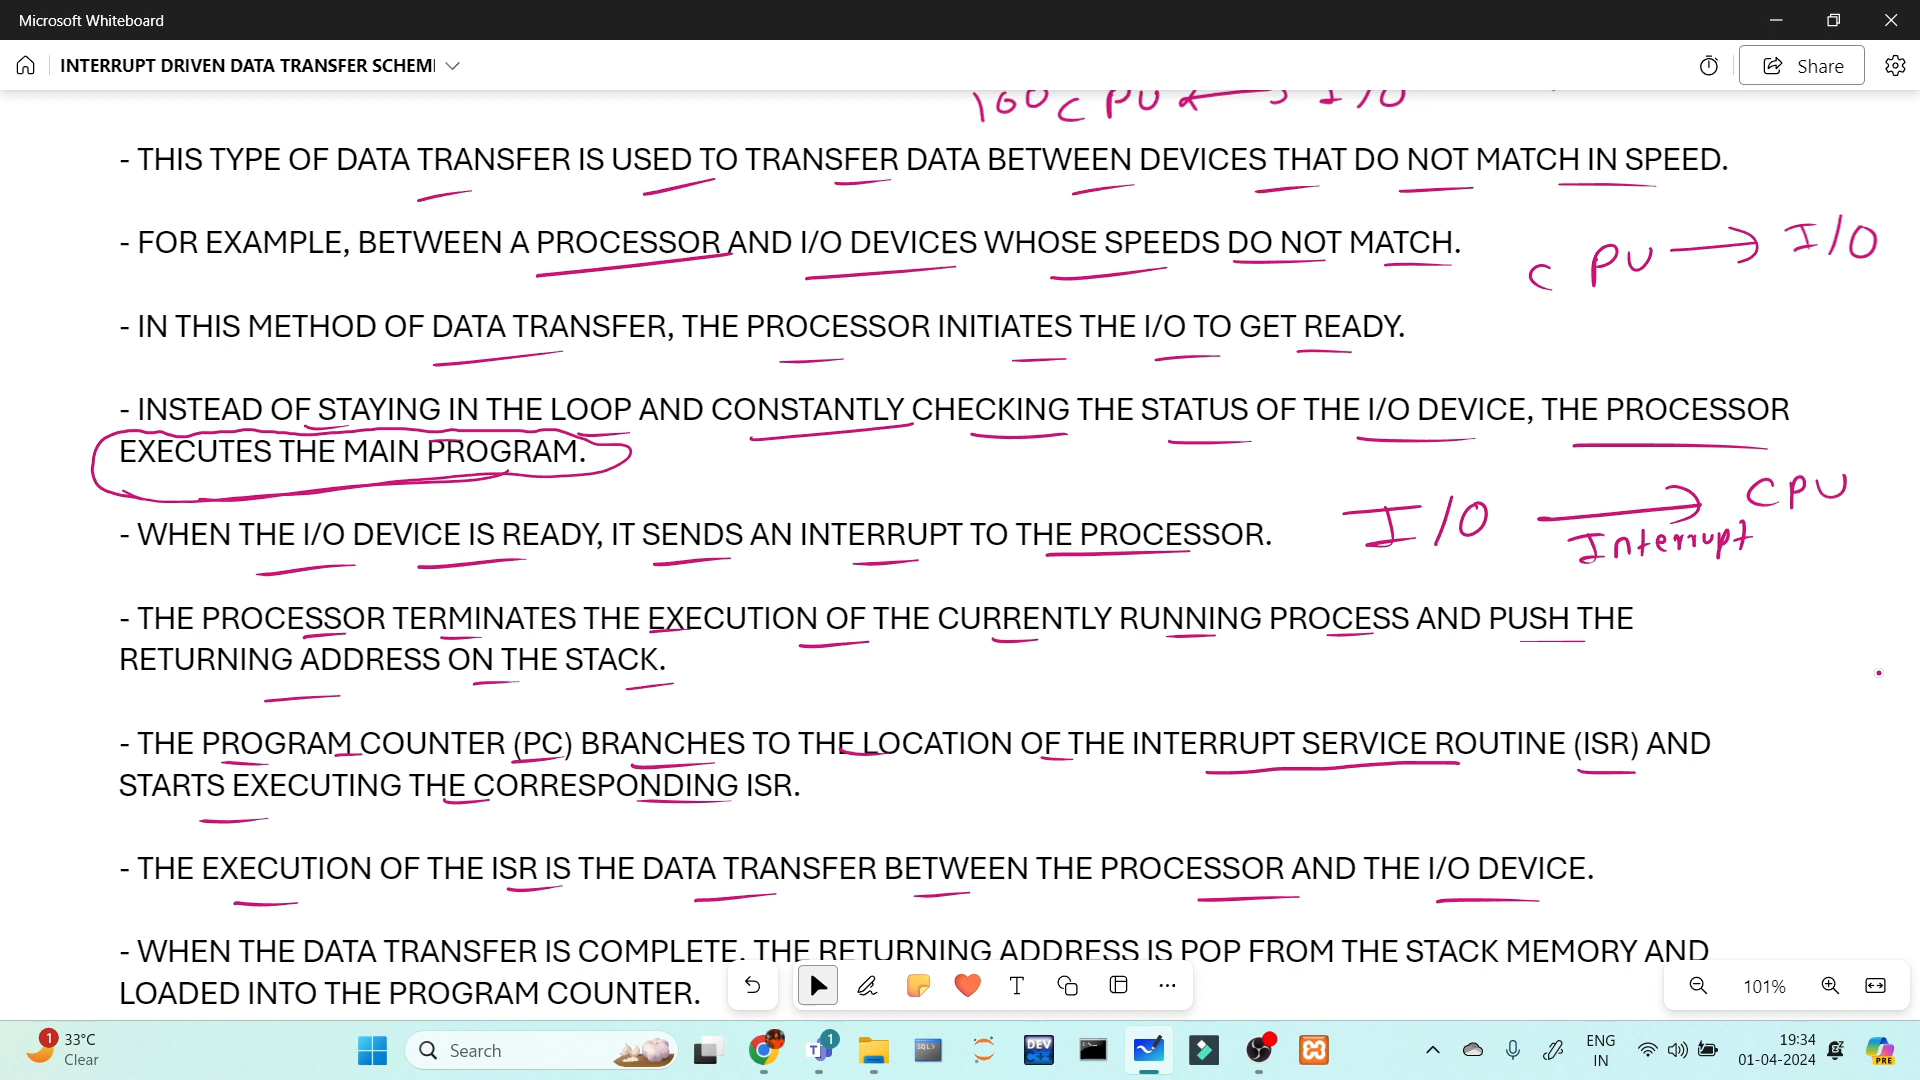 Microsoft Whiteboard
INTERRUPT DRIVEN DATA TRANSFER SCHEM
Share
100 CPU I/O
- THIS TYPE OF DATA TRANSFER IS USED TO TRANSFER DATA BETWEEN DEVICES THAT DO NOT MATCH IN SPEED.
- FOR EXAMPLE, BETWEEN A PROCESSOR AND I/O DEVICES WHOSE SPEEDS DO NOT MATCH.
CPU → I/O
- IN THIS METHOD OF DATA TRANSFER, THE PROCESSOR INITIATES THE I/O TO GET READY.
- INSTEAD OF STAYING IN THE LOOP AND CONSTANTLY CHECKING THE STATUS OF THE I/O DEVICE, THE PROCESSOR
EXECUTES THE MAIN PROGRAM.
I/O → CPU
Interrupt
- WHEN THE I/O DEVICE IS READY, IT SENDS AN INTERRUPT TO THE PROCESSOR.
- THE PROCESSOR TERMINATES THE EXECUTION OF THE CURRENTLY RUNNING PROCESS AND PUSH THE
RETURNING ADDRESS ON THE STACK.
- THE PROGRAM COUNTER (PC) BRANCHES TO THE LOCATION OF THE INTERRUPT SERVICE ROUTINE (ISR) AND
STARTS EXECUTING THE CORRESPONDING ISR.
- THE EXECUTION OF THE ISR IS THE DATA TRANSFER BETWEEN THE PROCESSOR AND THE I/O DEVICE.
- WHEN THE DATA TRANSFER IS COMPLETE, THE RETURNING ADDRESS IS POP FROM THE STACK MEMORY AND
LOADED INTO THE PROGRAM COUNTER.
101%
1
33°C
Clear
Search
1
SQL>
DEV
C++
ENG
IN
19:34
01-04-2024
PRE